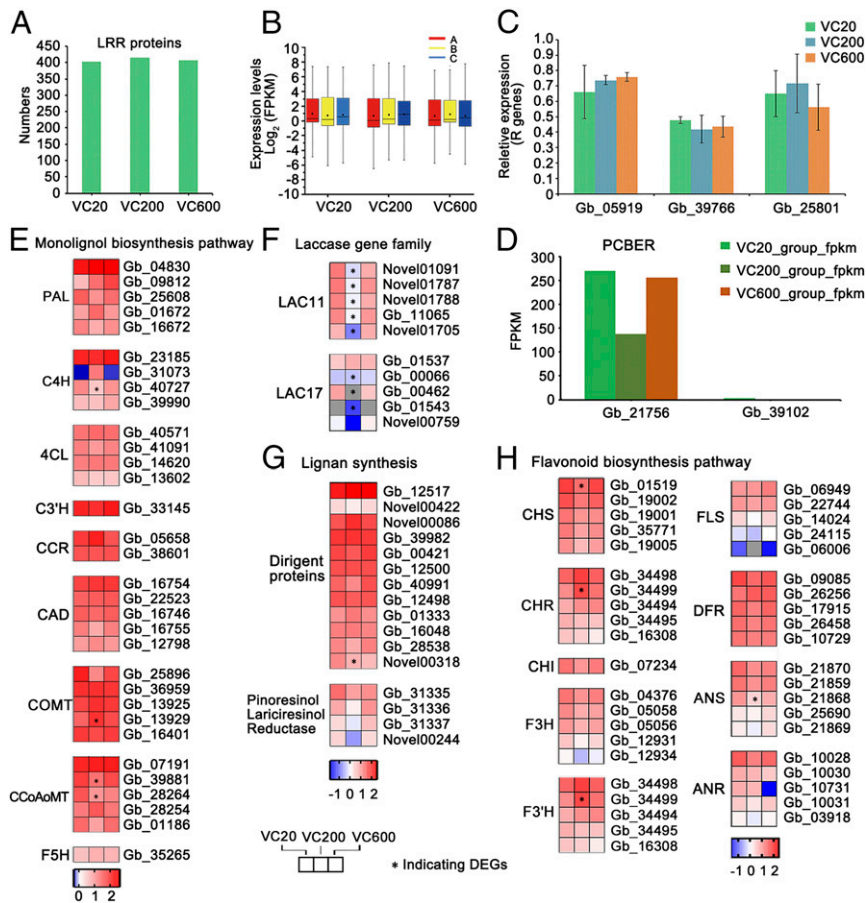 A
LRR proteins
Numbers
450
400
350
300
250
200
150
100
50
0
VC20 VC200 VC600
B
Expression levels
Log2 (FPKM)
10
8
6
4
2
0
-2
-4
-6
-8
-10
A
B
C
VC20 VC200 VC600
C
Reletive expression
(R genes)
1.0
0.9
0.8
0.7
0.6
0.5
0.4
0.3
0.2
0.1
0
VC20
VC200
VC600
Gb_05919 Gb_39766 Gb_25801
D
PCBER
FPKM
300
250
200
150
100
50
0
VC20_group_fpkm
VC200_group_fpkm
VC600_group_fpkm
Gb_21756 Gb_39102
E Monolignol biosynthesis pathway
PAL
Gb_04830
Gb_09812
Gb_25608
Gb_01672
Gb_16672
C4H
Gb_23185
Gb_31073
Gb_40727
Gb_39990
4CL
Gb_40571
Gb_41091
Gb_14620
Gb_13602
C3'H
Gb_33145
CCR
Gb_05658
Gb_38601
CAD
Gb_16754
Gb_22523
Gb_16746
Gb_16755
Gb_12798
COMT
Gb_25896
Gb_36959
Gb_13925
Gb_13929
Gb_16401
CCoAoMT
Gb_07191
Gb_39881
Gb_28264
Gb_28254
Gb_01186
F5H
Gb_35265
0 1 2
F Laccase gene family
LAC11
Novel01091
Novel01787
Novel01788
Gb_11065
Novel01705
LAC17
Gb_01537
Gb_00066
Gb_00462
Gb_01543
Novel00759
G Lignan synthesis
Dirigent
proteins
Gb_12517
Novel00422
Novel00086
Gb_39982
Gb_00421
Gb_12500
Gb_40991
Gb_12498
Gb_01333
Gb_16048
Gb_28538
Novel00318
Pinoresinol
Lariciresinol
Reductase
Gb_31335
Gb_31336
Gb_31337
Novel00244
-1 0 1 2
VC20 VC200 VC600
* Indicating DEGs
H Flavonoid biosynthesis pathway
CHS
Gb_01519
Gb_19002
Gb_19001
Gb_35771
Gb_19005
CHR
Gb_34498
Gb_34499
Gb_34494
Gb_34495
Gb_16308
CHI
Gb_07234
F3H
Gb_04376
Gb_05058
Gb_05056
Gb_12931
Gb_12934
F3'H
Gb_34498
Gb_34499
Gb_34494
Gb_34495
Gb_16308
FLS
Gb_06949
Gb_22744
Gb_14024
Gb_24115
Gb_06006
DFR
Gb_09085
Gb_26256
Gb_17915
Gb_26458
Gb_10729
ANS
Gb_21870
Gb_21859
Gb_21868
Gb_25690
Gb_21869
ANR
Gb_10028
Gb_10030
Gb_10731
Gb_10031
Gb_03918
-1 0 1 2